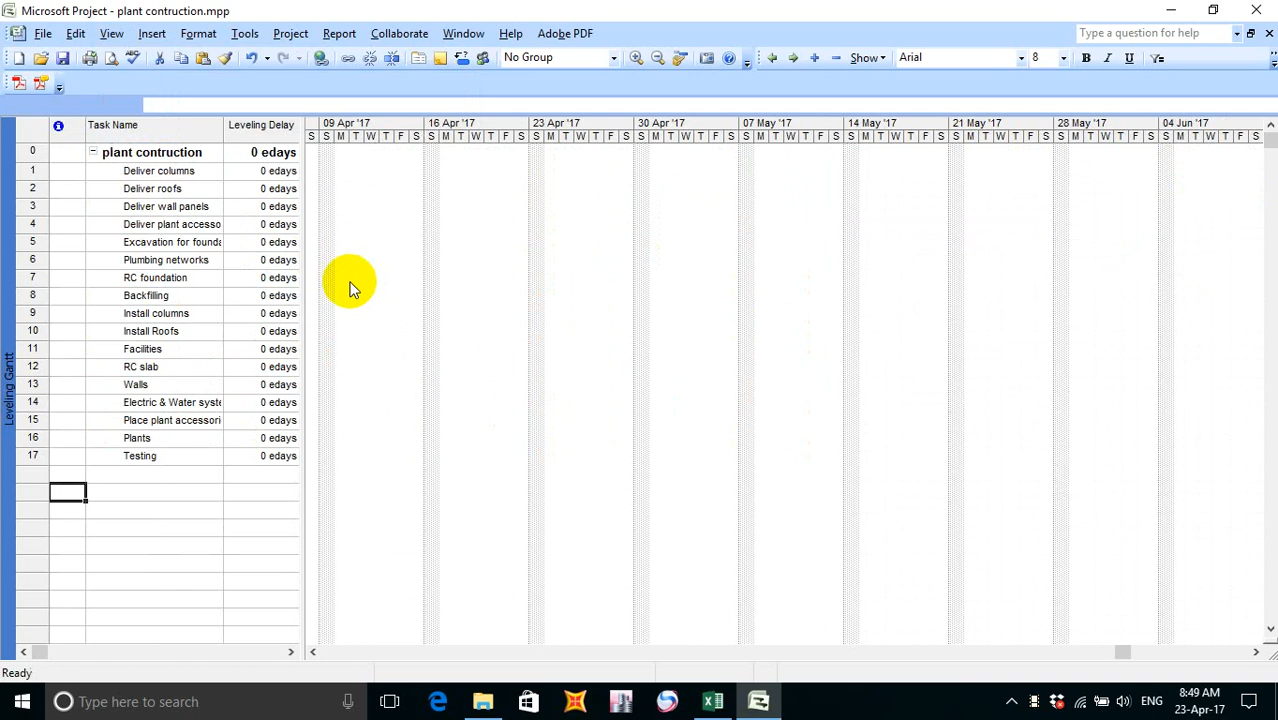 Microsoft Project - plant contruction.mpp
File Edit View Insert Format Tools Project Report Collaborate Window Help Adobe PDF
Type a question for help
No Group
Show
Arial
8
B I U
Task Name Leveling Delay
09 Apr '17 16 Apr '17 23 Apr '17 30 Apr '17 07 May '17 14 May '17 21 May '17 28 May '17 04 Jun '17
S S M T W T F S S M T W T F S S M T W T F S S M T W T F S S M T W T F S S M T W T F S S M T W T F S S M T W T F S S M T W T F S
0 plant contruction 0 edays
1 Deliver columns 0 edays
2 Deliver roofs 0 edays
3 Deliver wall panels 0 edays
4 Deliver plant accesso 0 edays
5 Excavation for founda 0 edays
6 Plumbing networks 0 edays
7 RC foundation 0 edays
8 Backfilling 0 edays
9 Install columns 0 edays
10 Install Roofs 0 edays
11 Facilities 0 edays
12 RC slab 0 edays
13 Walls 0 edays
14 Electric & Water syste 0 edays
15 Place plant accessori 0 edays
16 Plants 0 edays
17 Testing 0 edays
Leveling Gantt
Ready
Type here to search
ENG
8:49 AM
23-Apr-17